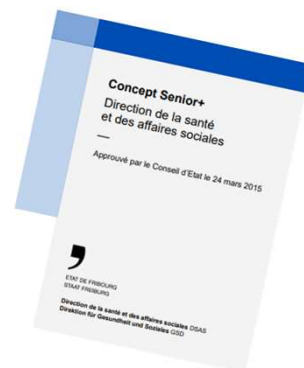 Concept Senior+
Direction de la santé
et des affaires sociales
—
Approuvé par le Conseil d'Etat le 24 mars 2015
ETAT DE FRIBOURG
STAAT FREIBURG
Direction de la santé et des affaires sociales DSAS
Direktion für Gesundheit und Soziales GSD